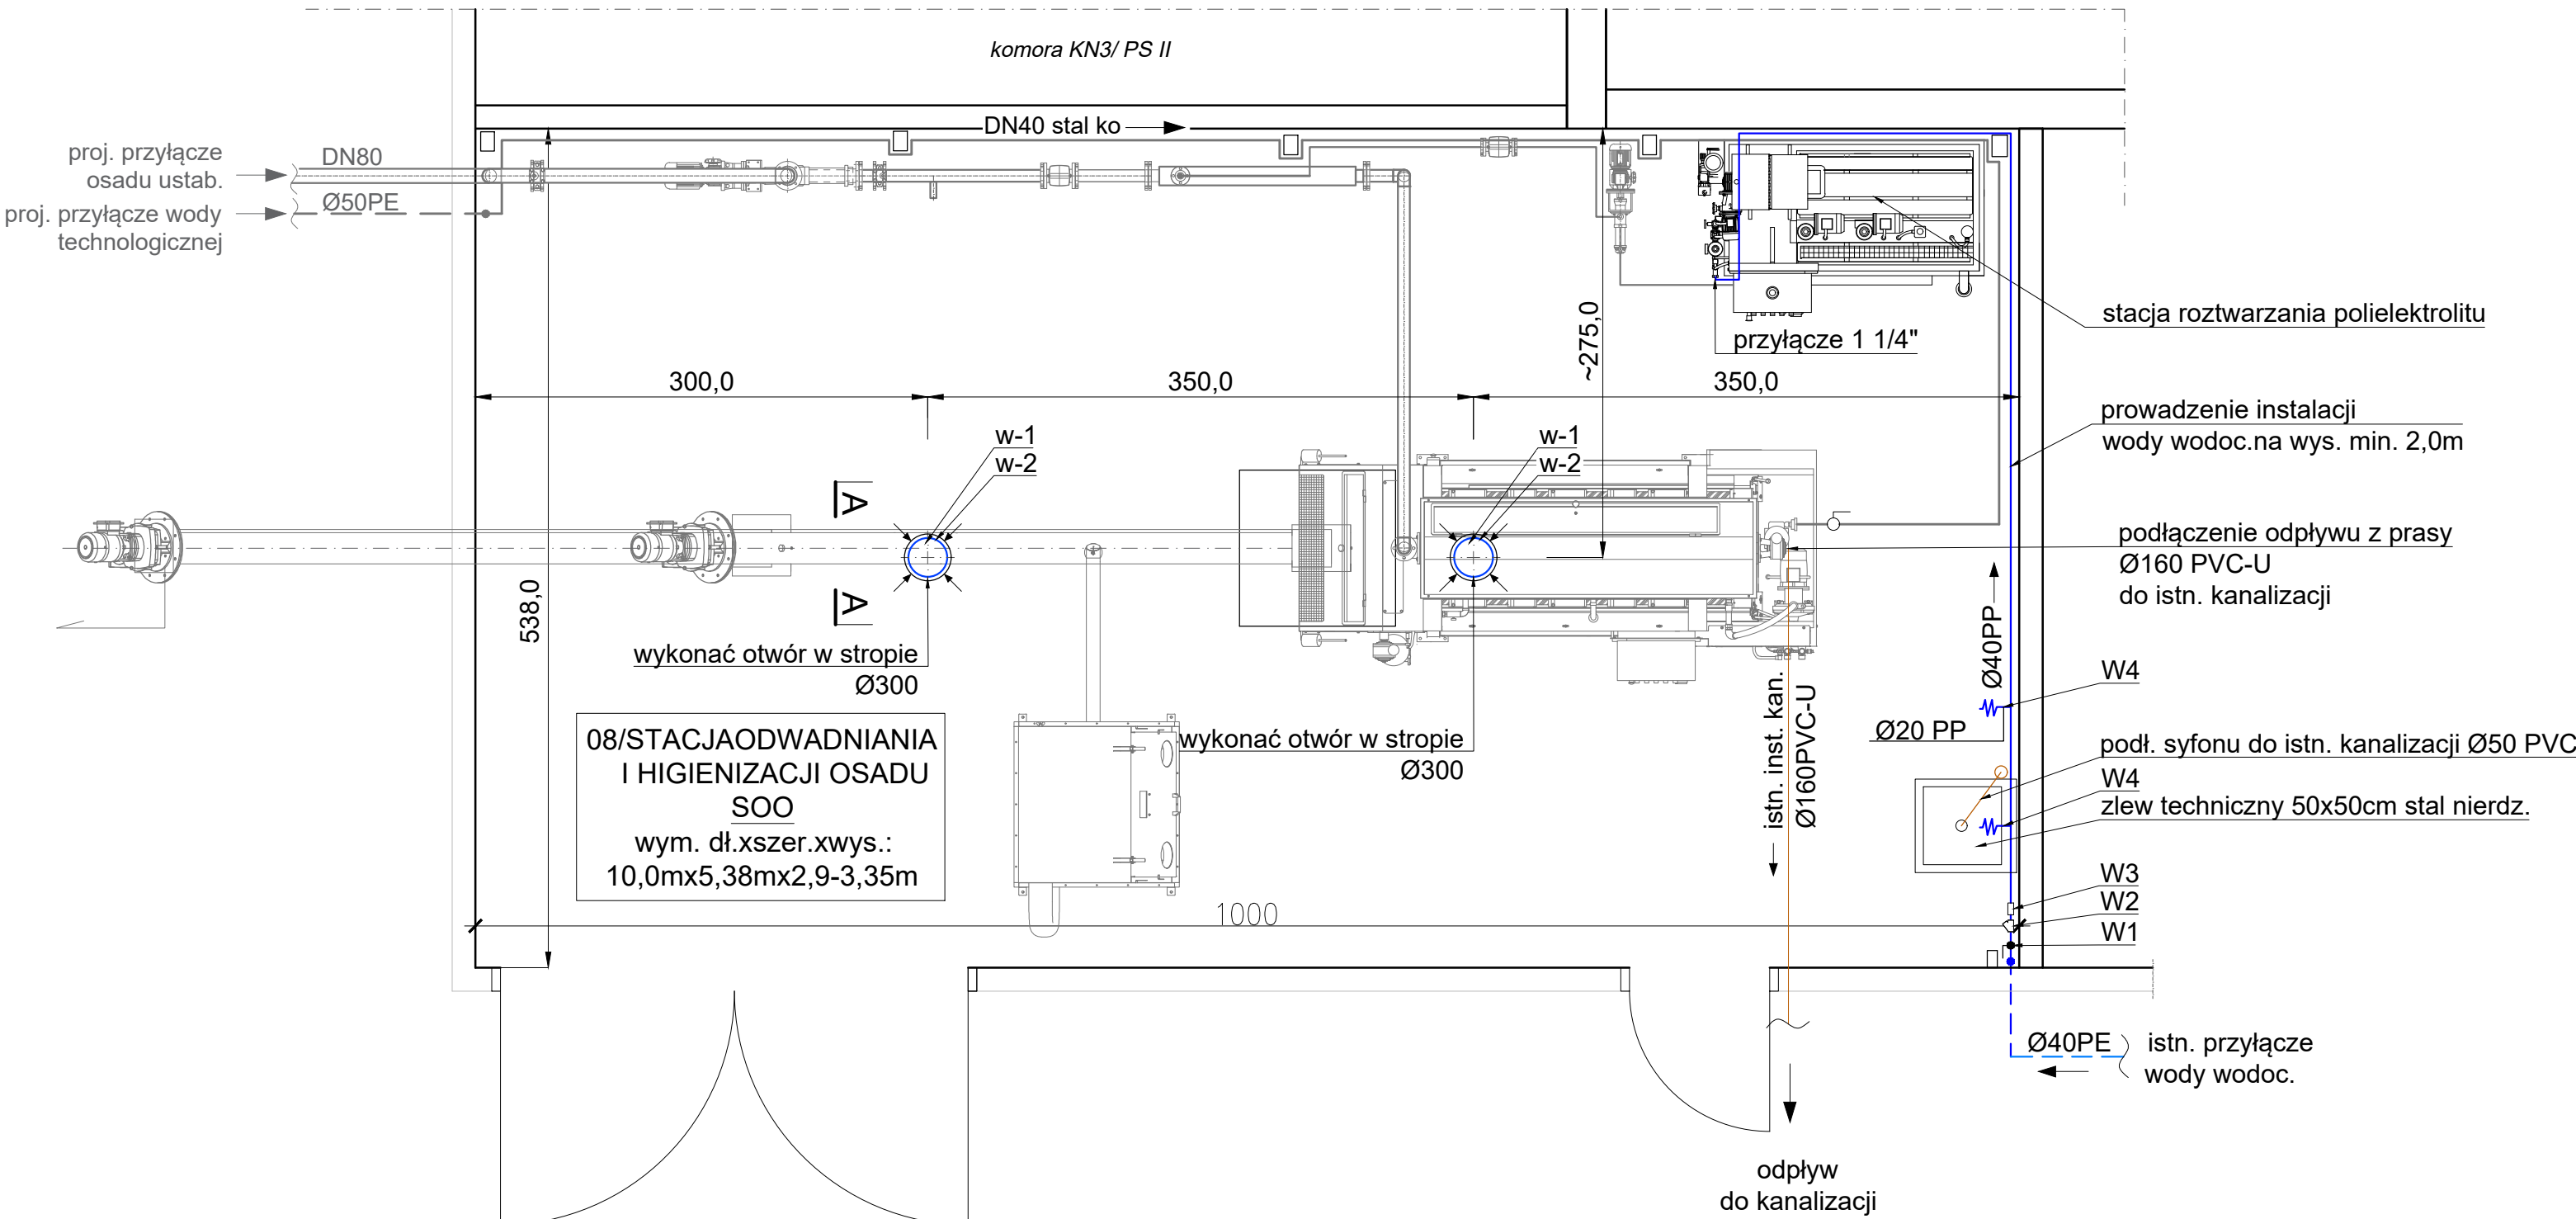 komora KN3/ PS II
DN40 stal ko
proj. przyłącze
osadu ustab.
DN80
proj. przyłącze wody
technologicznej
Ø50PE
stacja roztwarzania polielektrolitu
przyłącze 1 1/4"
~275,0
300,0
350,0
350,0
prowadzenie instalacji
wody wodoc.na wys. min. 2,0m
w-1
w-2
w-1
w-2
A
A
podłączenie odpływu z prasy
Ø160 PVC-U
do istn. kanalizacji
538,0
wykonać otwór w stropie
Ø300
Ø40PP
W4
istn. inst. kan.
Ø160PVC-U
Ø20 PP
wykonać otwór w stropie
Ø300
podł. syfonu do istn. kanalizacji Ø50 PVC
W4
zlew techniczny 50x50cm stal nierdz.
08/STACJAODWADNIANIA
I HIGIENIZACJI OSADU
SOO
wym. dł.xszer.xwys.:
10,0mx5,38mx2,9-3,35m
W3
W2
W1
1000
Ø40PE
istn. przyłącze
wody wodoc.
odpływ
do kanalizacji